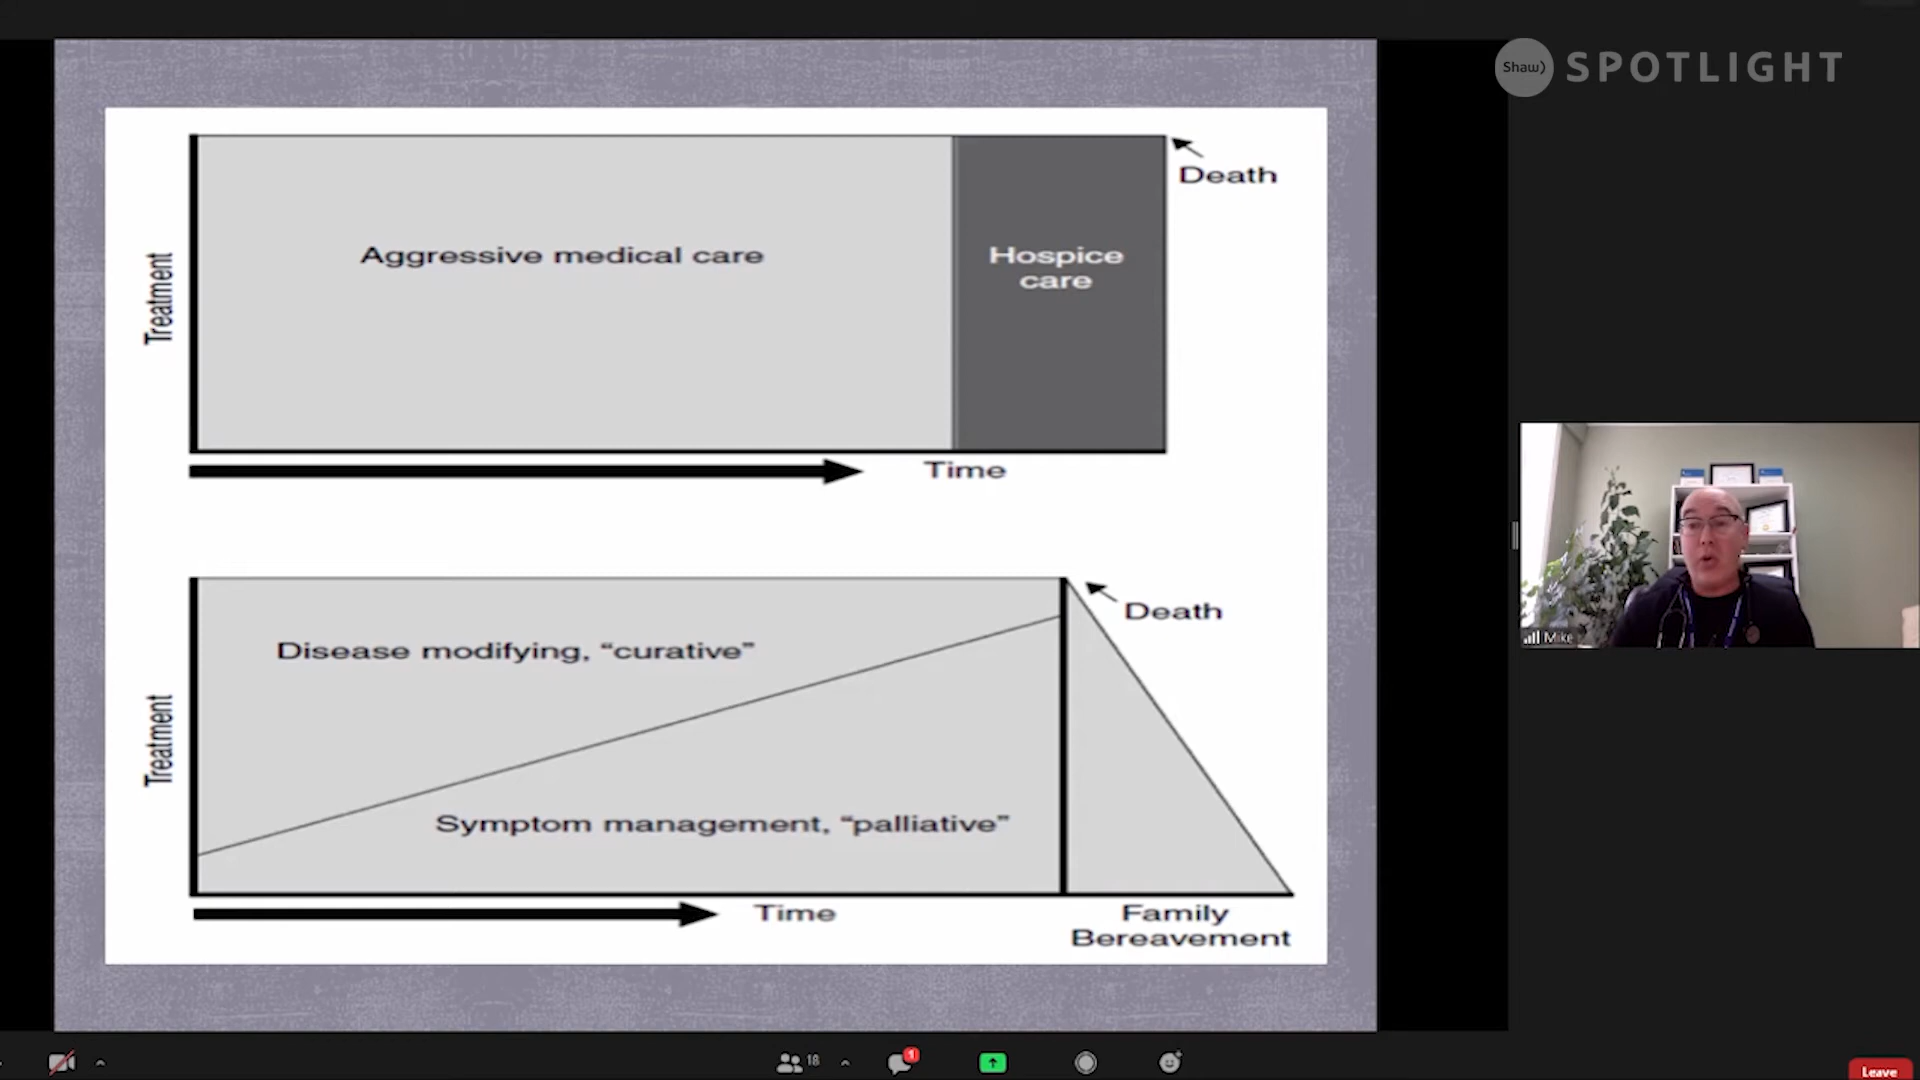 Shaw) SPOTLIGHT
Death
Aggressive medical care
Hospice
care
Treatment
Time
Death
Disease modifying, “curative”
Treatment
Symptom management, “palliative”
Time
Family
Bereavement
Mike
18
1
Leave